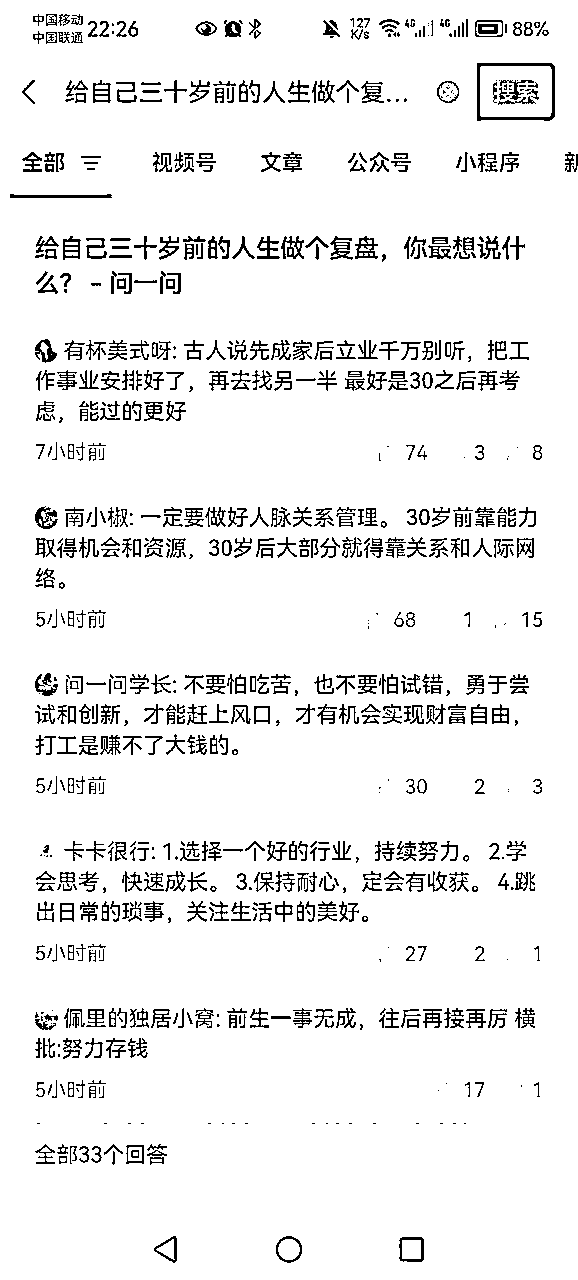 中国移动
中国联通 22:26 127 K/s 4G 4G 88%
给自己三十岁前的人生做个复... 搜索
全部 视频号 文章 公众号 小程序 新
给自己三十岁前的人生做个复盘，你最想说什
么？ - 问一问
有杯美式呀: 古人说先成家后立业千万别听，把工
作事业安排好了，再去找另一半 最好是30之后再考
虑，能过的更好
7小时前 74 3 8
南小椒: 一定要做好人脉关系管理。 30岁前靠能力
取得机会和资源，30岁后大部分就得靠关系和人际网
络。
5小时前 68 1 15
问一问学长: 不要怕吃苦，也不要怕试错，勇于尝
试和创新，才能赶上风口，才有机会实现财富自由，
打工是赚不了大钱的。
5小时前 30 2 3
卡卡很行: 1.选择一个好的行业，持续努力。 2.学
会思考，快速成长。 3.保持耐心，定会有收获。 4.跳
出日常的琐事，关注生活中的美好。
5小时前 27 2 1
佩里的独居小窝: 前生一事无成，往后再接再厉 横
批:努力存钱
5小时前 17 1
全部33个回答